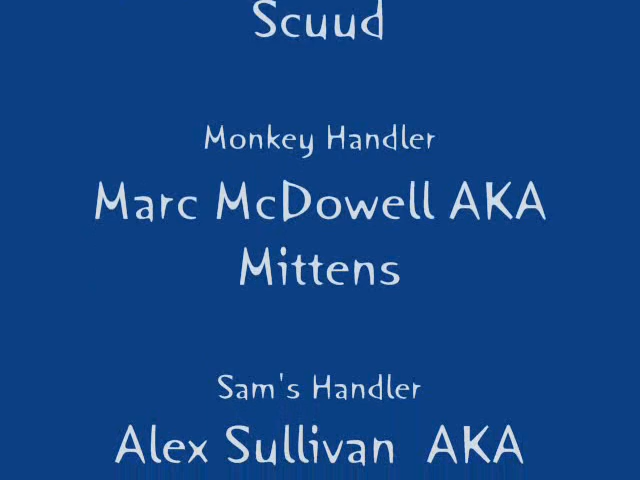 Scuud
Monkey Handler
Marc McDowell AKA
Mittens
Sam's Handler
Alex Sullivan AKA